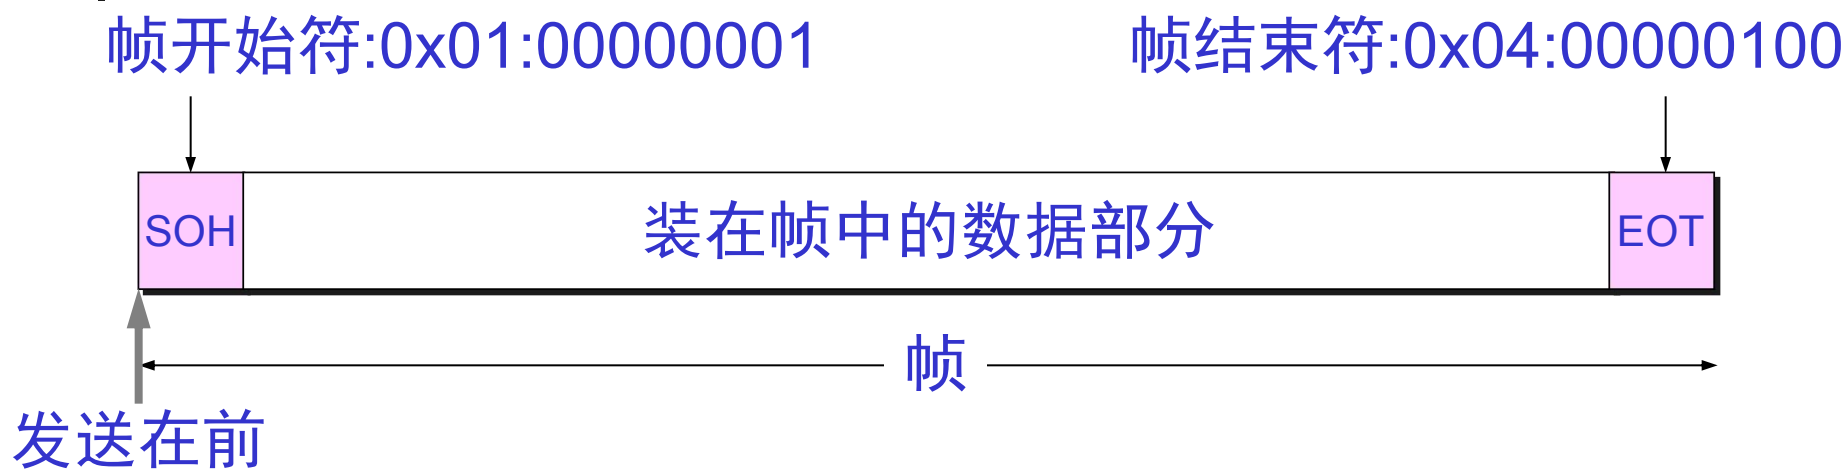 帧开始符:0x01:00000001
帧结束符:0x04:00000100
SOH
装在帧中的数据部分
EOT
帧
发送在前